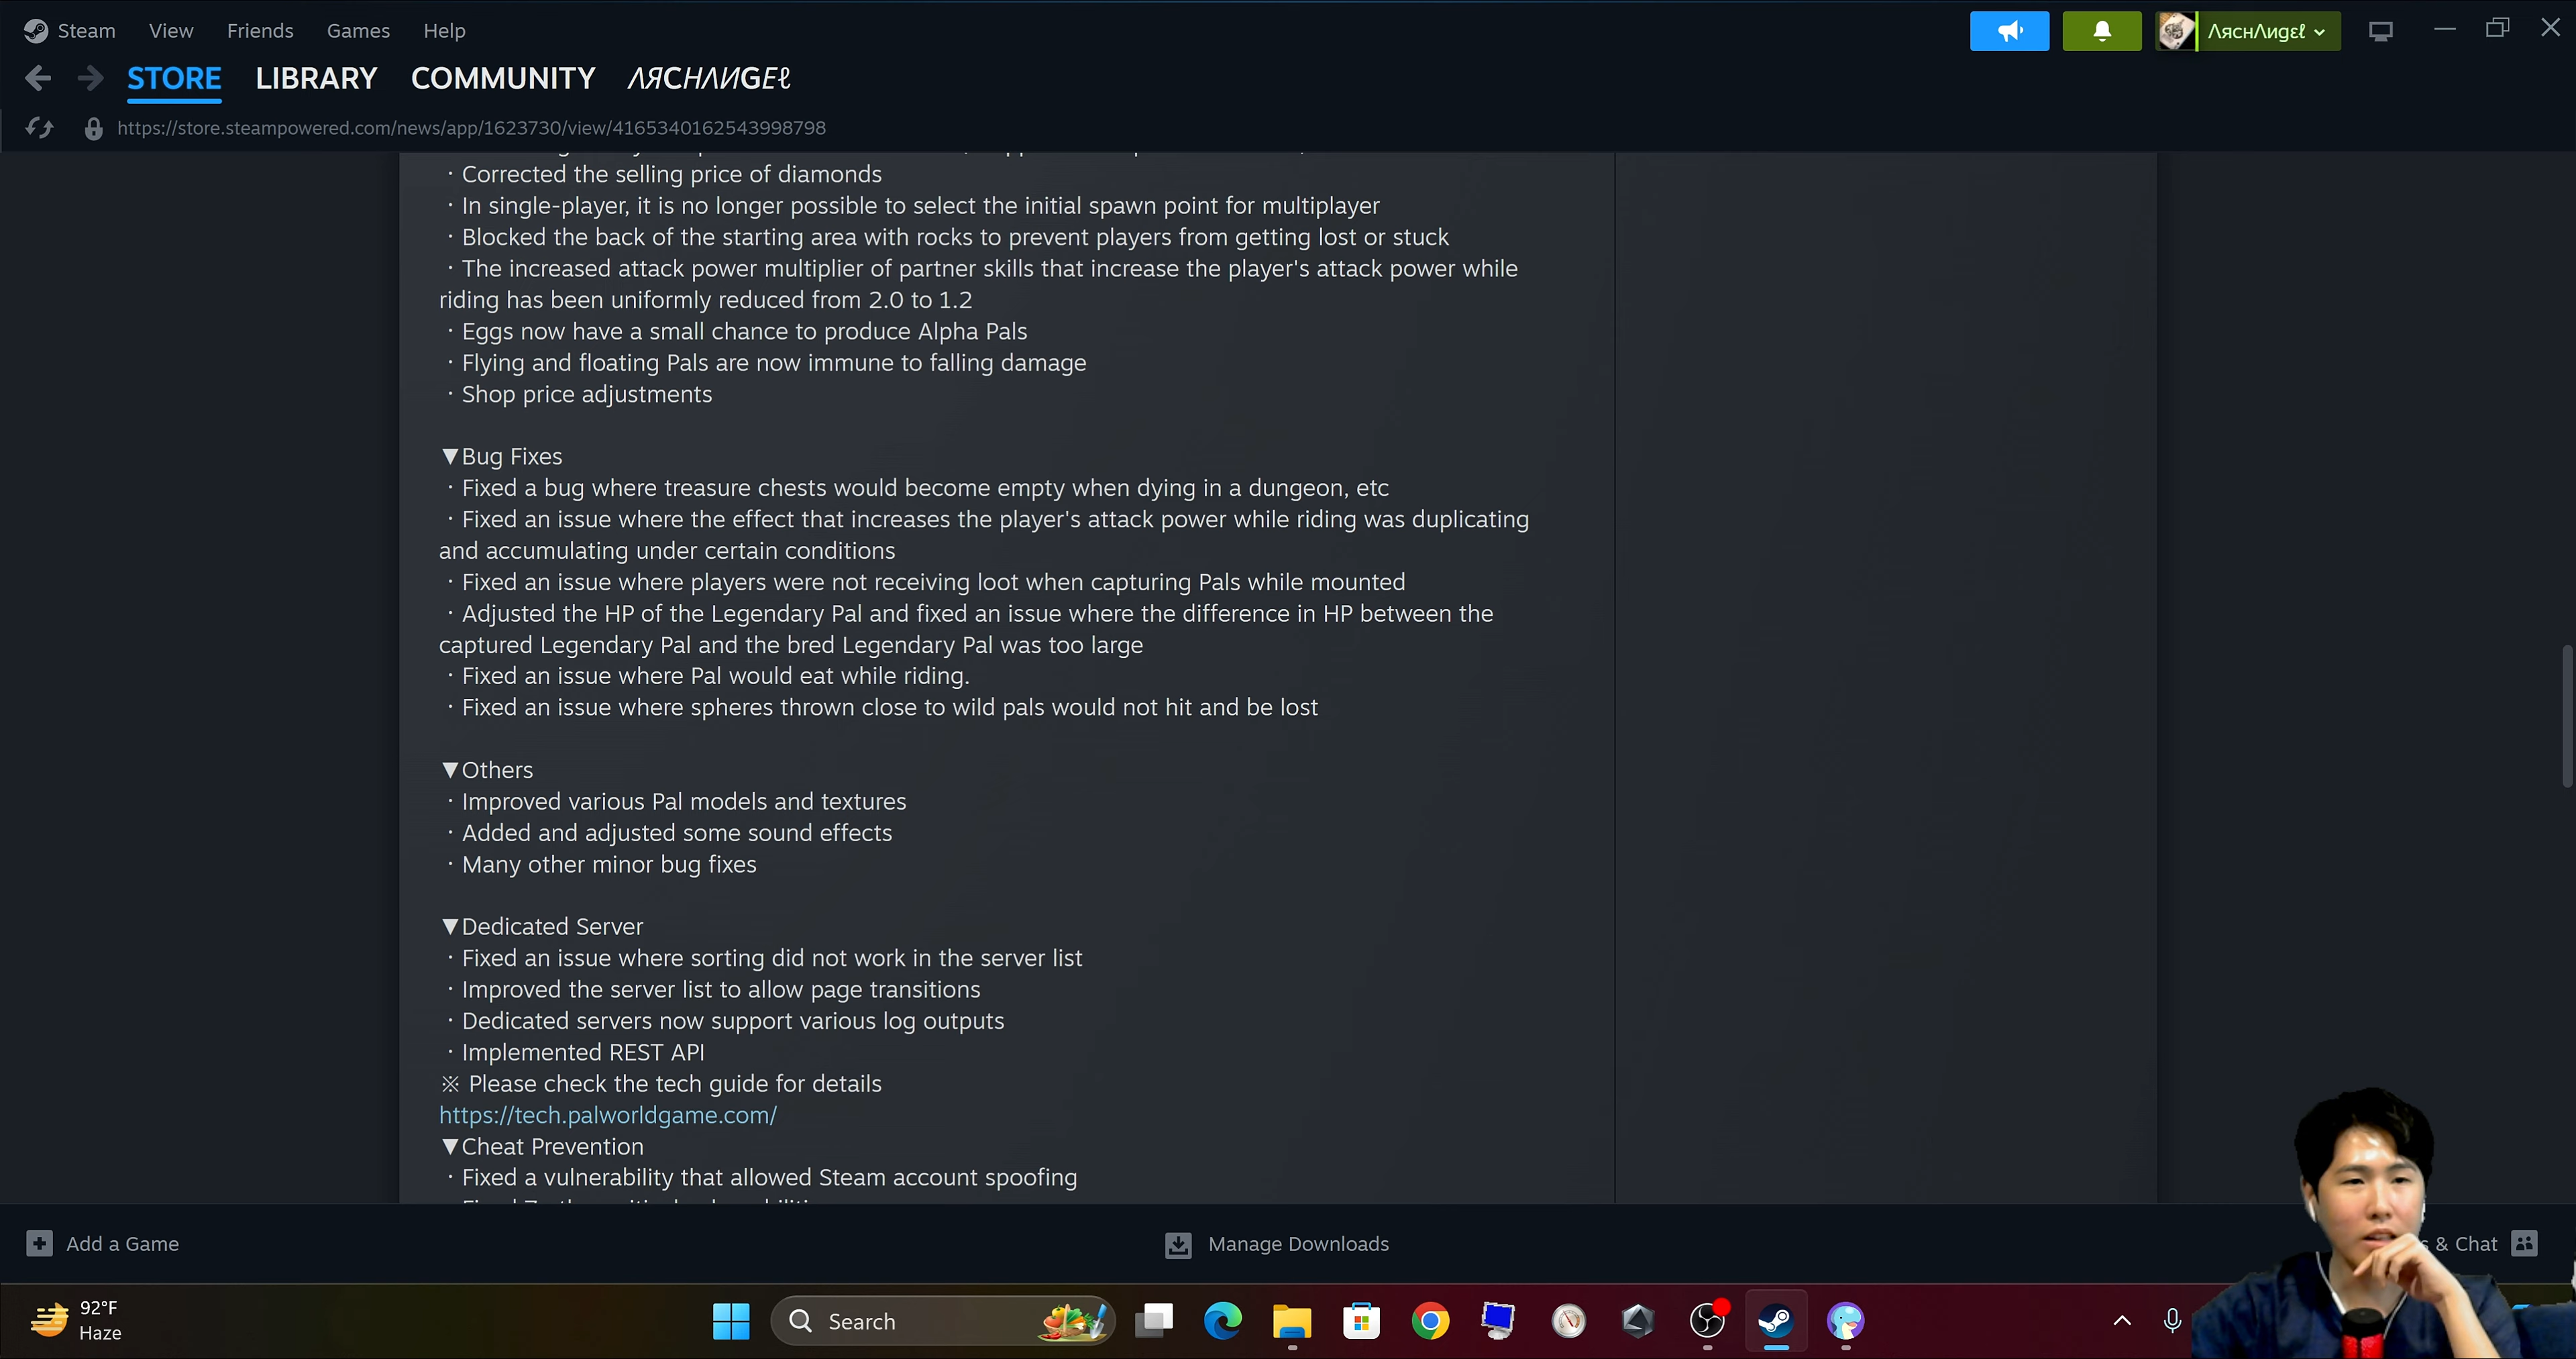 Steam View Friends Games Help
ΛЯCHΛИGEℓ
STORE LIBRARY COMMUNITY ΛЯCHΛИGEℓ
https://store.steampowered.com/news/app/1623730/view/4165340162543998798
・Corrected the selling price of diamonds
・In single-player, it is no longer possible to select the initial spawn point for multiplayer
・Blocked the back of the starting area with rocks to prevent players from getting lost or stuck
・The increased attack power multiplier of partner skills that increase the player's attack power while
riding has been uniformly reduced from 2.0 to 1.2
・Eggs now have a small chance to produce Alpha Pals
・Flying and floating Pals are now immune to falling damage
・Shop price adjustments
▼Bug Fixes
・Fixed a bug where treasure chests would become empty when dying in a dungeon, etc
・Fixed an issue where the effect that increases the player's attack power while riding was duplicating
and accumulating under certain conditions
・Fixed an issue where players were not receiving loot when capturing Pals while mounted
・Adjusted the HP of the Legendary Pal and fixed an issue where the difference in HP between the
captured Legendary Pal and the bred Legendary Pal was too large
・Fixed an issue where Pal would eat while riding.
・Fixed an issue where spheres thrown close to wild pals would not hit and be lost
▼Others
・Improved various Pal models and textures
・Added and adjusted some sound effects
・Many other minor bug fixes
▼Dedicated Server
・Fixed an issue where sorting did not work in the server list
・Improved the server list to allow page transitions
・Dedicated servers now support various log outputs
・Implemented REST API
※ Please check the tech guide for details
https://tech.palworldgame.com/
▼Cheat Prevention
・Fixed a vulnerability that allowed Steam account spoofing
Add a Game
Manage Downloads
& Chat
92°F
Haze
Search